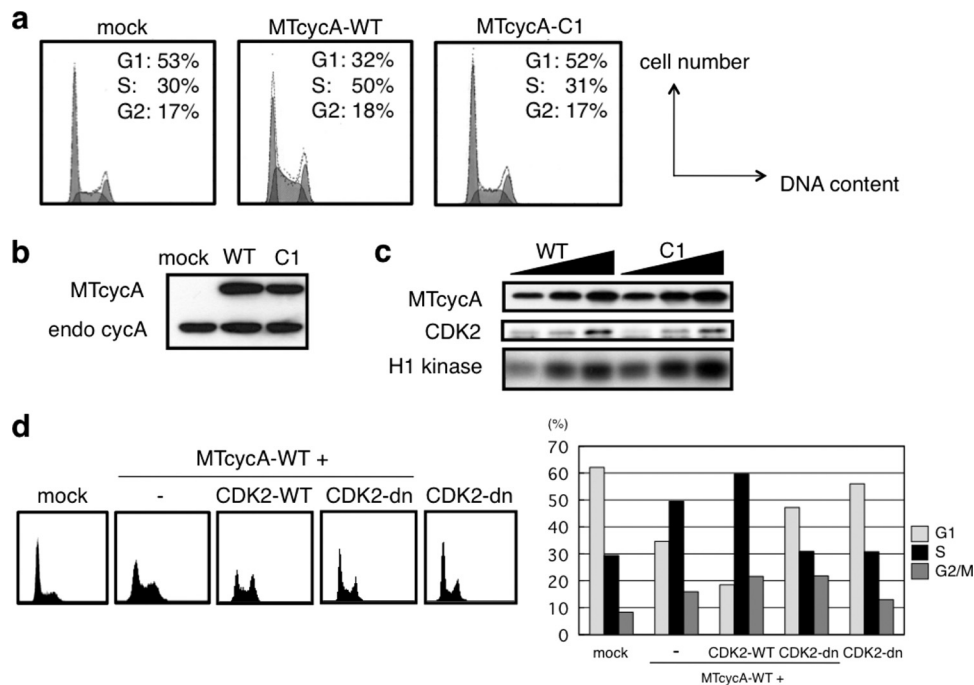 a
mock
MTcycA-WT
MTcycA-C1
G1: 53%
S: 30%
G2: 17%
G1: 32%
S: 50%
G2: 18%
G1: 52%
S: 31%
G2: 17%
cell number
DNA content
b
mock WT C1
MTcycA
endo cycA
c
WT C1
MTcycA
CDK2
H1 kinase
d
MTcycA-WT +
mock - CDK2-WT CDK2-dn CDK2-dn
(%)
70
60
50
40
30
20
10
0
G1
S
G2/M
mock - CDK2-WT CDK2-dn CDK2-dn
MTcycA-WT +